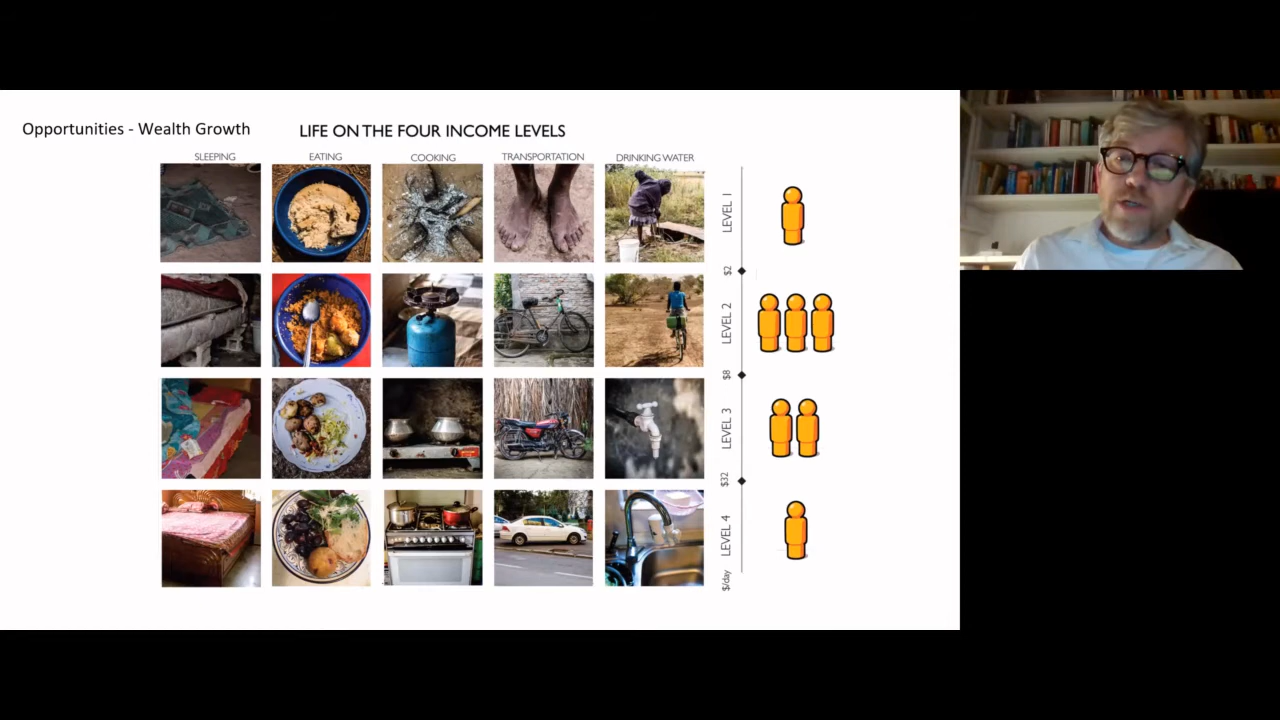 Opportunities - Wealth Growth
LIFE ON THE FOUR INCOME LEVELS
SLEEPING
EATING
COOKING
TRANSPORTATION
DRINKING WATER
LEVEL 1
$2
LEVEL 2
$8
LEVEL 3
$32
LEVEL 4
$/day